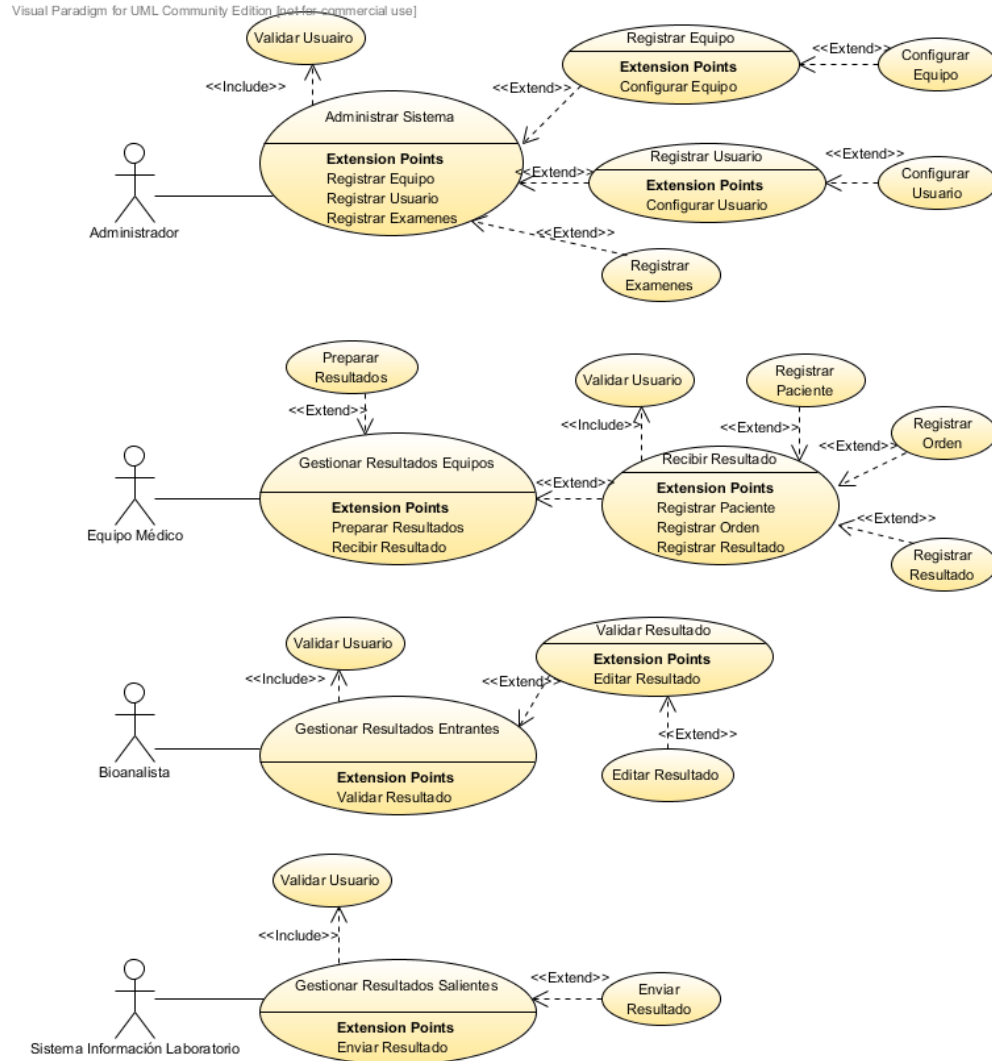 Visual Paradigm for UML Community Edition [not for commercial use]
Validar Usuairo
<<Include>>
Administrar Sistema
Extension Points
Registrar Equipo
Registrar Usuario
Registrar Examenes
Administrador
<<Extend>>
Registrar Equipo
Extension Points
Configurar Equipo
<<Extend>>
Configurar
Equipo
<<Extend>>
Registrar Usuario
Extension Points
Configurar Usuario
<<Extend>>
Configurar
Usuario
<<Extend>>
Registrar
Examenes
Preparar
Resultados
<<Extend>>
Gestionar Resultados Equipos
Extension Points
Preparar Resultados
Recibir Resultado
Equipo Médico
<<Extend>>
Validar Usuario
<<Include>>
Recibir Resultado
Extension Points
Registrar Paciente
Registrar Orden
Registrar Resultado
Registrar
Paciente
<<Extend>>
Registrar
Orden
<<Extend>>
<<Extend>>
Registrar
Resultado
Validar Usuario
<<Include>>
Gestionar Resultados Entrantes
Extension Points
Validar Resultado
Bioanalista
<<Extend>>
Validar Resultado
Extension Points
Editar Resultado
<<Extend>>
Editar Resultado
Validar Usuario
<<Include>>
Gestionar Resultados Salientes
Extension Points
Enviar Resultado
Sistema Información Laboratorio
<<Extend>>
Enviar
Resultado